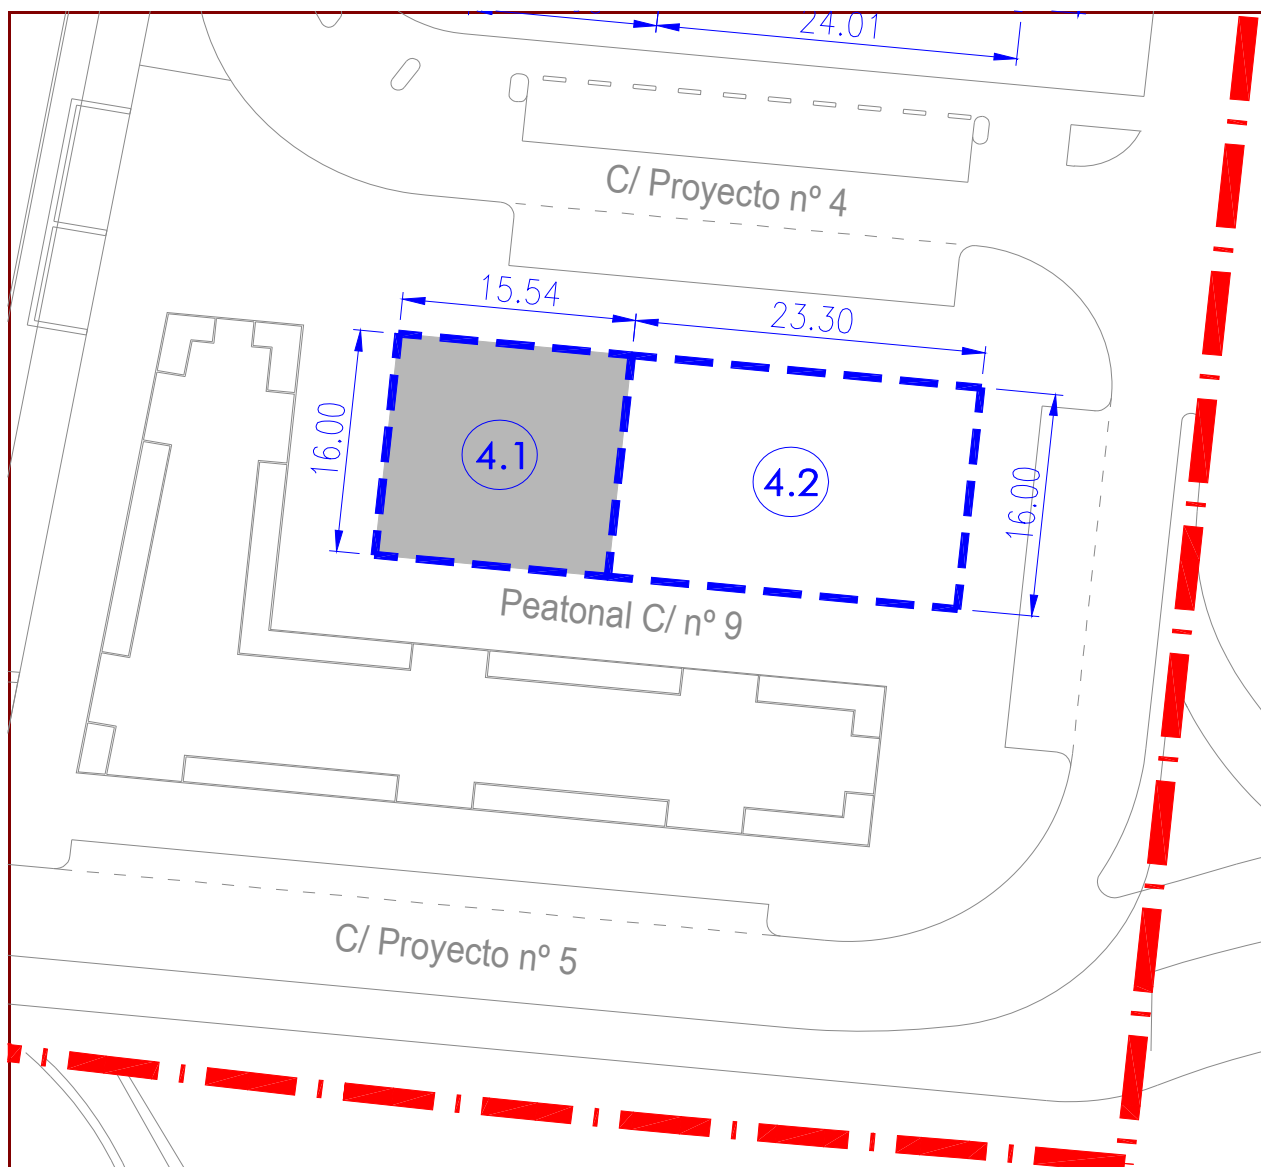 24.01
C/ Proyecto nº 4
15.54
23.30
16.00
4.1
4.2
16.00
Peatonal C/ nº 9
C/ Proyecto nº 5